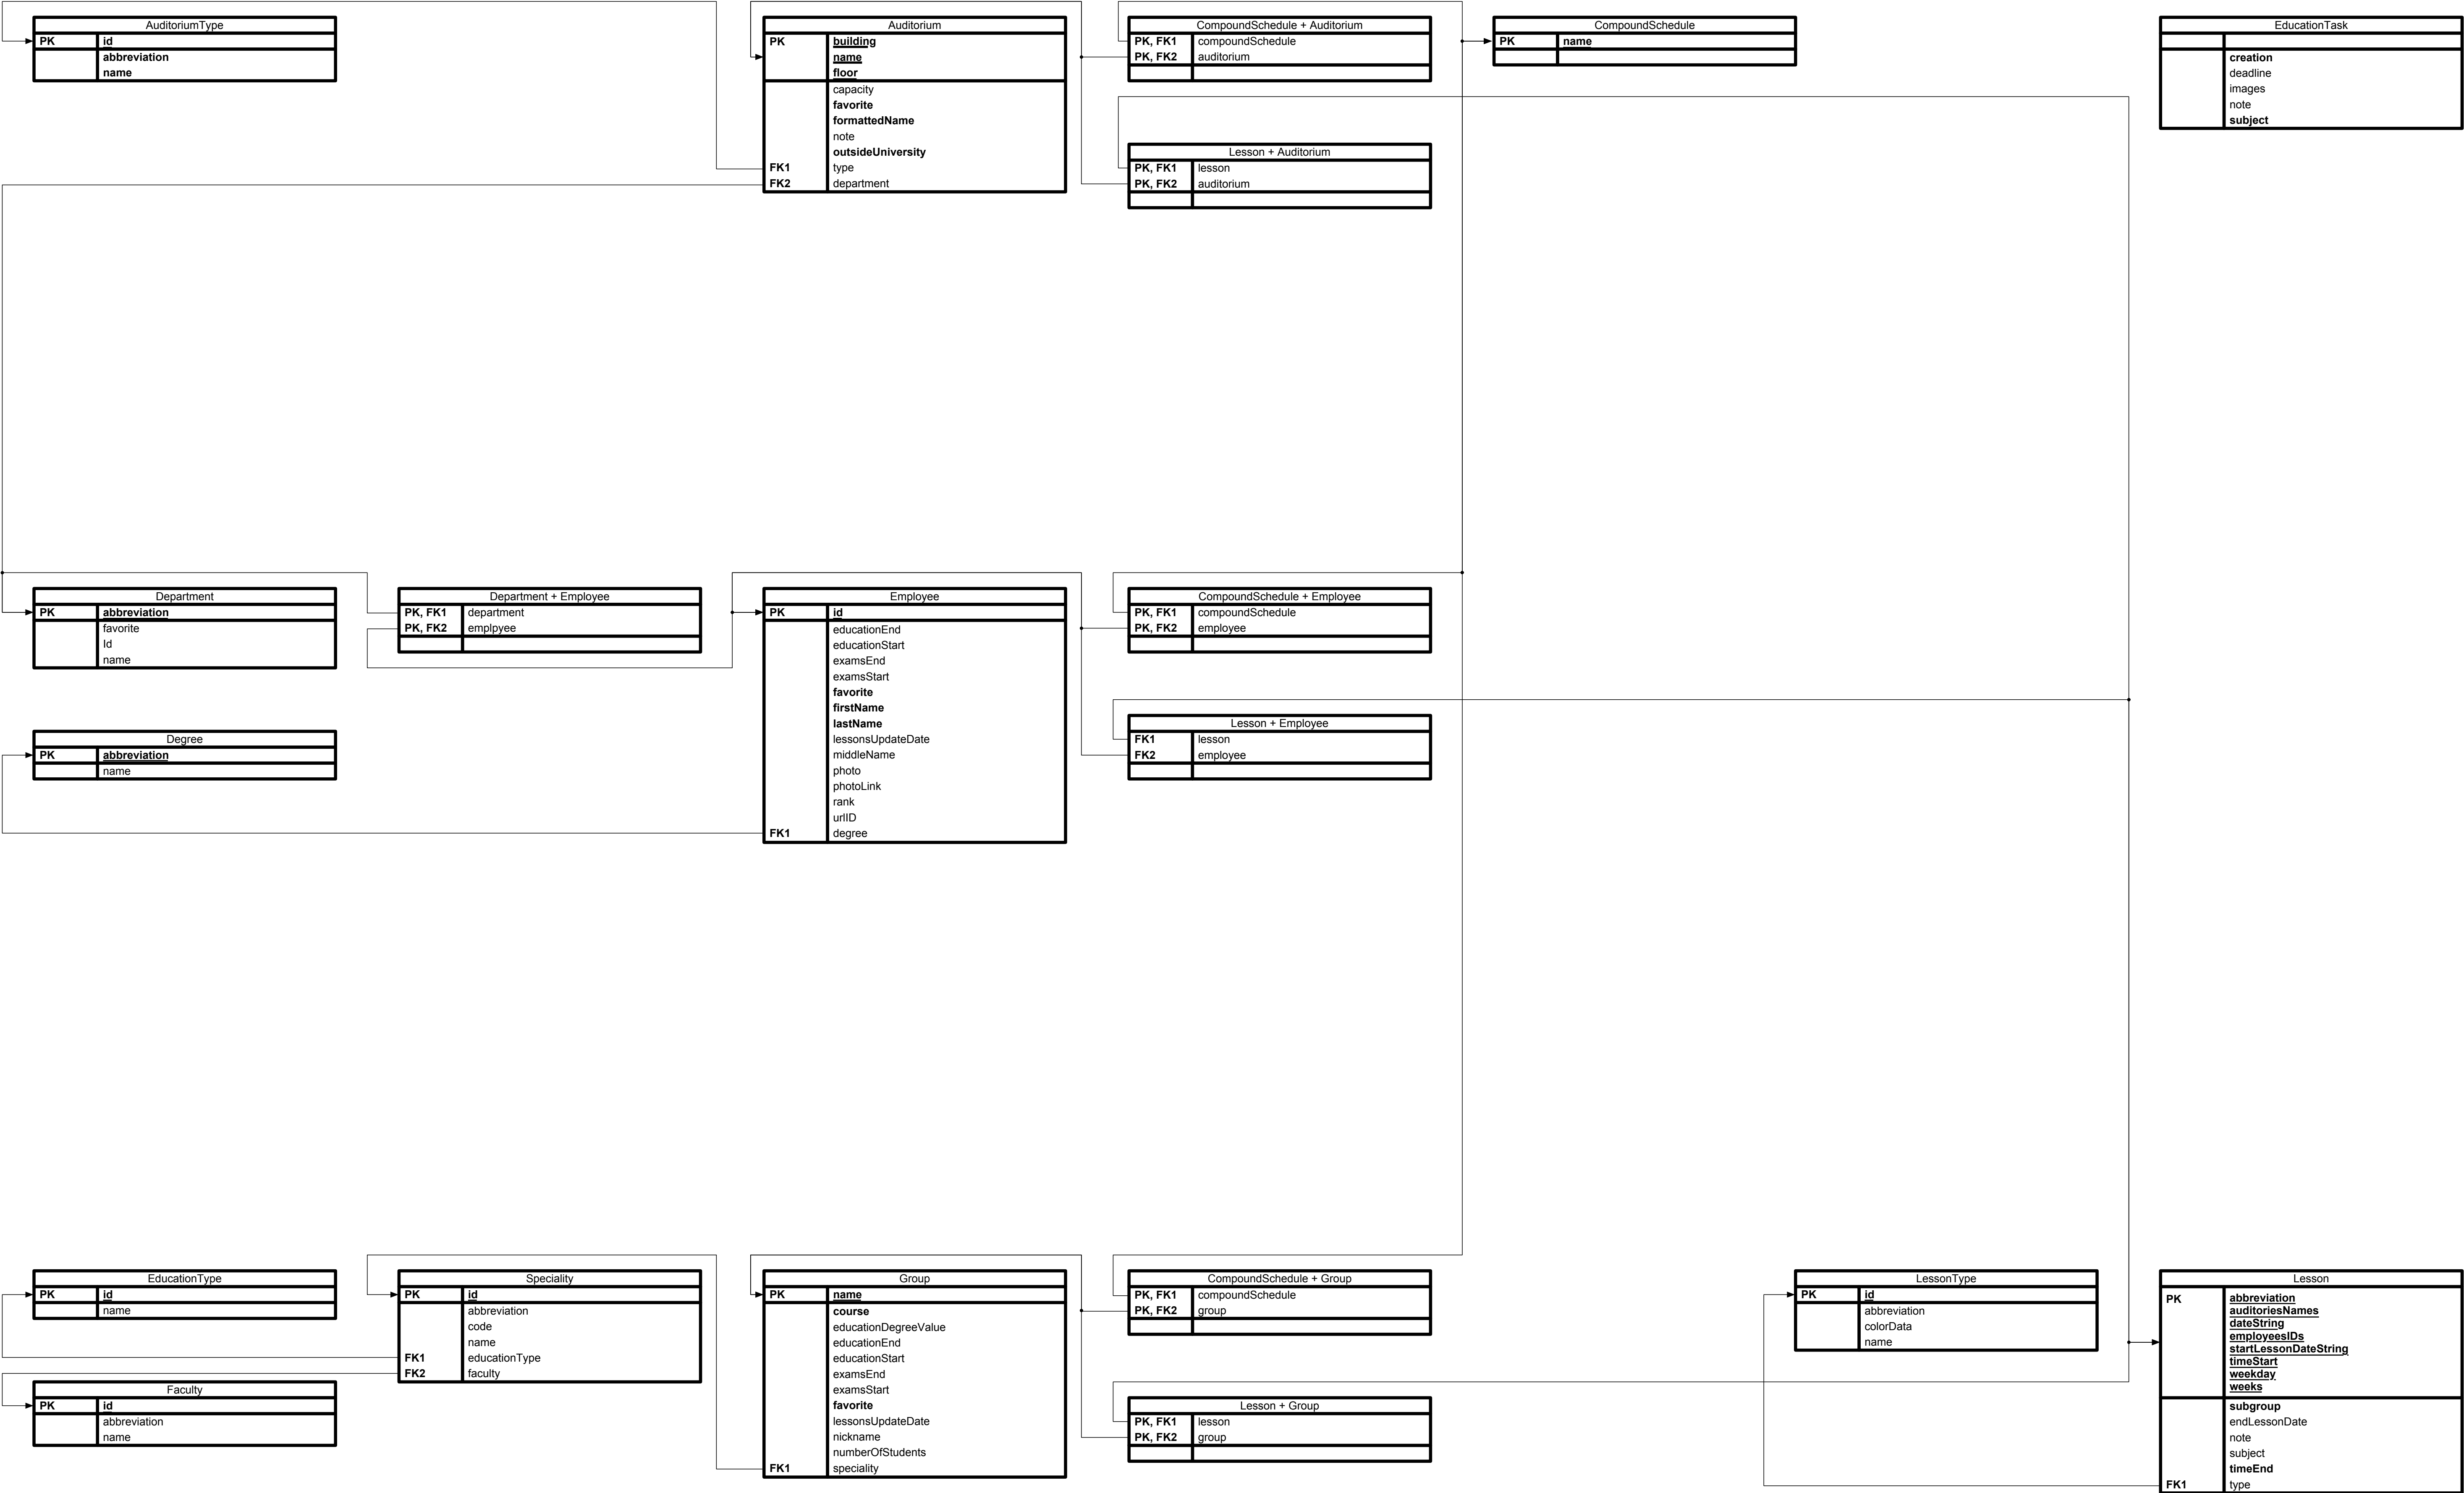 AuditoriumType
PK id
abbreviation
name
Auditorium
PK building
name
floor
capacity
favorite
formattedName
note
outsideUniversity
FK1 type
FK2 department
CompoundSchedule + Auditorium
PK, FK1 compoundSchedule
PK, FK2 auditorium
CompoundSchedule
PK name
EducationTask
creation
deadline
images
note
subject
Lesson + Auditorium
PK, FK1 lesson
PK, FK2 auditorium
Department
PK abbreviation
favorite
Id
name
Department + Employee
PK, FK1 department
PK, FK2 emplpyee
Employee
PK id
educationEnd
educationStart
examsEnd
examsStart
favorite
firstName
lastName
lessonsUpdateDate
middleName
photo
photoLink
rank
urlID
FK1 degree
CompoundSchedule + Employee
PK, FK1 compoundSchedule
PK, FK2 employee
Degree
PK abbreviation
name
Lesson + Employee
FK1 lesson
FK2 employee
EducationType
PK id
name
Speciality
PK id
abbreviation
code
name
FK1 educationType
FK2 faculty
Group
PK name
course
educationDegreeValue
educationEnd
educationStart
examsEnd
examsStart
favorite
lessonsUpdateDate
nickname
numberOfStudents
FK1 speciality
CompoundSchedule + Group
PK, FK1 compoundSchedule
PK, FK2 group
LessonType
PK id
abbreviation
colorData
name
Lesson
PK abbreviation
auditoriesNames
dateString
employeesIDs
startLessonDateString
timeStart
weekday
weeks
subgroup
endLessonDate
note
subject
timeEnd
FK1 type
Faculty
PK id
abbreviation
name
Lesson + Group
PK, FK1 lesson
PK, FK2 group